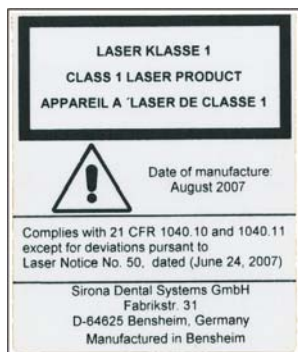 LASER KLASSE 1
CLASS 1 LASER PRODUCT
APPAREIL A ´LASER DE CLASSE 1
Date of manufacture:
August 2007
Complies with 21 CFR 1040.10 and 1040.11
except for deviations pursuant to
Laser Notice No. 50, dated (June 24, 2007)
Sirona Dental Systems GmbH
Fabrikstr. 31
D-64625 Bensheim, Germany
Manufactured in Bensheim